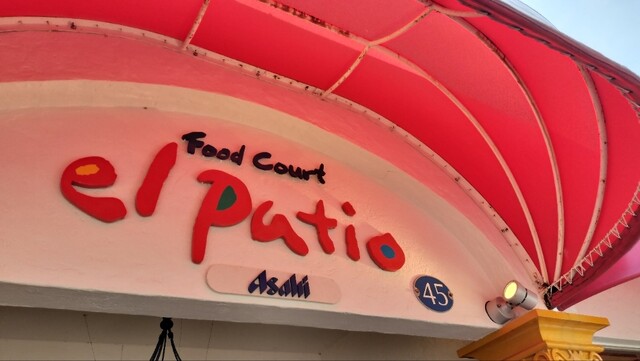 Food Court
el patio
Asahi
45